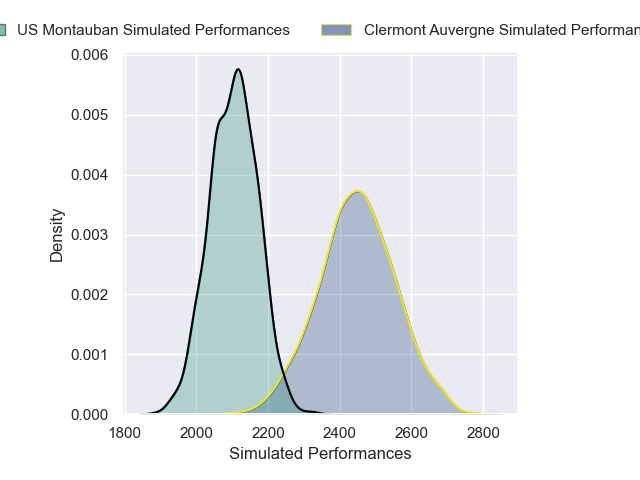 US Montauban Simulated Performances
Clermont Auvergne Simulated
0.006
0.005
0.004
0.003
0.002
0.001
0.000
Density
1800 2000 2200 2400 2600 2800
Simulated Performances